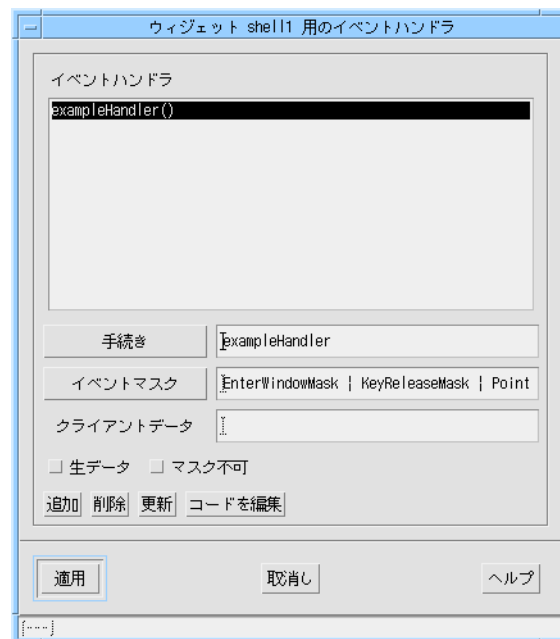 ウィジェット shell1 用のイベントハンドラ
イベントハンドラ
exampleHandler()
手続き exampleHandler
イベントマスク EnterWindowMask | KeyReleaseMask | Point
クライアントデータ
生データ マスク不可
追加 削除 更新 コードを編集
適用 取消し ヘルプ
[---]